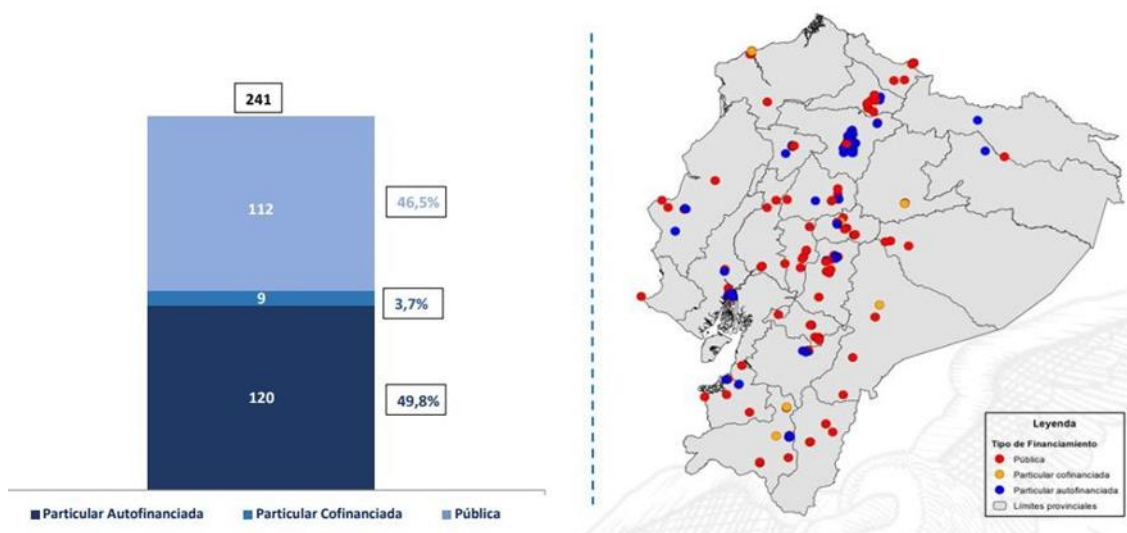 241
112
46,5%
9
3,7%
120
49,8%
Particular Autofinanciada Particular Cofinanciada Pública
Leyenda
Tipo de Financiamiento
Pública
Particular cofinanciada
Particular autofinanciada
Límites provinciales